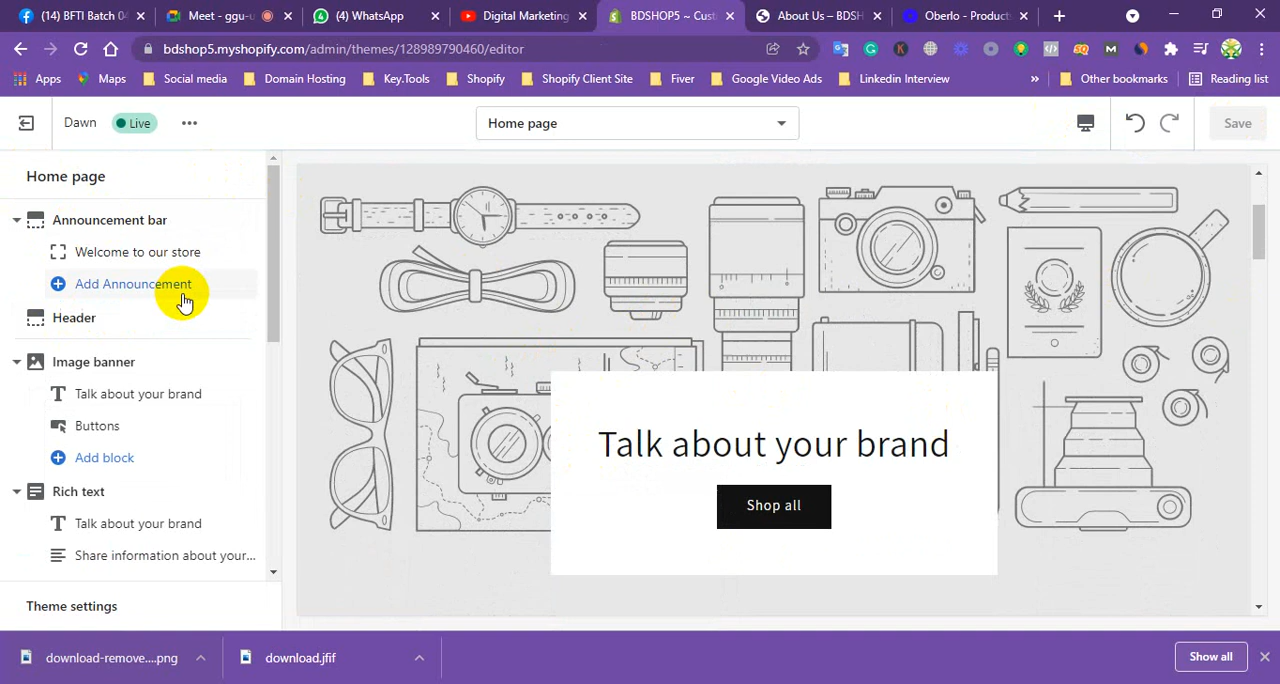 (14) BFTI Batch 04
Meet - ggu-u
(4) WhatsApp
Digital Marketing
BDSHOP5 ~ Cust
About Us – BDSH
Oberlo - Product
bdshop5.myshopify.com/admin/themes/128989790460/editor
Apps
Maps
Social media
Domain Hosting
Key.Tools
Shopify
Shopify Client Site
Fiver
Google Video Ads
Linkedin Interview
»
Other bookmarks
Reading list
Dawn
Live
Home page
Save
Home page
Announcement bar
Welcome to our store
Add Announcement
Header
Image banner
Talk about your brand
Buttons
Add block
Rich text
Talk about your brand
Share information about your...
Theme settings
Talk about your brand
Shop all
download-remove....png
download.jfif
Show all